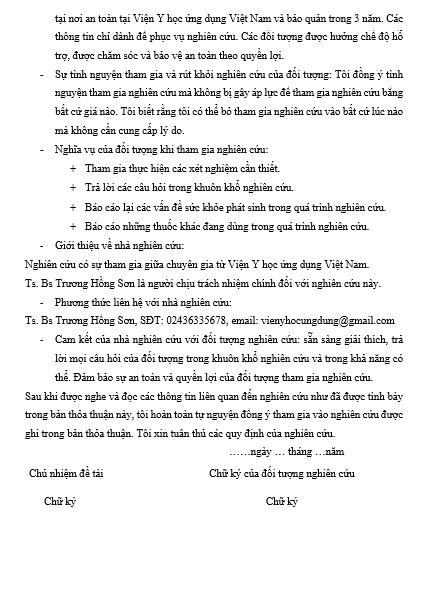 tại nơi an toàn tại Viện Y học ứng dụng Việt Nam và bảo quản trong 3 năm. Các
thông tin chỉ dành để phục vụ nghiên cứu. Các đối tượng được hưởng chế độ hỗ
trợ, được chăm sóc và bảo vệ an toàn theo quyền lợi.
- Sự tình nguyện tham gia và rút khỏi nghiên cứu của đối tượng: Tôi đồng ý tình
nguyện tham gia nghiên cứu mà không bị gây áp lực để tham gia nghiên cứu bằng
bất cứ giá nào. Tôi biết rằng tôi có thể bỏ tham gia nghiên cứu vào bất cứ lúc nào
mà không cần cung cấp lý do.
- Nghĩa vụ của đối tượng khi tham gia nghiên cứu:
+ Tham gia thực hiện các xét nghiệm cần thiết.
+ Trả lời các câu hỏi trong khuôn khổ nghiên cứu.
+ Báo cáo lại các vấn đề sức khỏe phát sinh trong quá trình nghiên cứu.
+ Báo cáo những thuốc khác đang dùng trong quá trình nghiên cứu.
- Giới thiệu về nhà nghiên cứu:
Nghiên cứu có sự tham gia giữa chuyên gia từ Viện Y học ứng dụng Việt Nam.
Ts. Bs Trương Hồng Sơn là người chịu trách nhiệm chính đối với nghiên cứu này.
- Phương thức liên hệ với nhà nghiên cứu:
Ts. Bs Trương Hồng Sơn, SĐT: 02436335678, email: vienyhocungdung@gmail.com
- Cam kết của nhà nghiên cứu với đối tượng nghiên cứu: sẵn sàng giải thích, trả
lời mọi câu hỏi của đối tượng trong khuôn khổ nghiên cứu và trong khả năng có
thể. Đảm bảo sự an toàn và quyền lợi của đối tượng tham gia nghiên cứu.
Sau khi được nghe và đọc các thông tin liên quan đến nghiên cứu như đã được trình bày
trong bản thỏa thuận này, tôi hoàn toàn tự nguyện đồng ý tham gia vào nghiên cứu được
ghi trong bản thỏa thuận. Tôi xin tuân thủ các quy định của nghiên cứu.
……ngày … tháng …năm
Chủ nhiệm đề tài Chữ ký của đối tượng nghiên cứu
Chữ ký Chữ ký